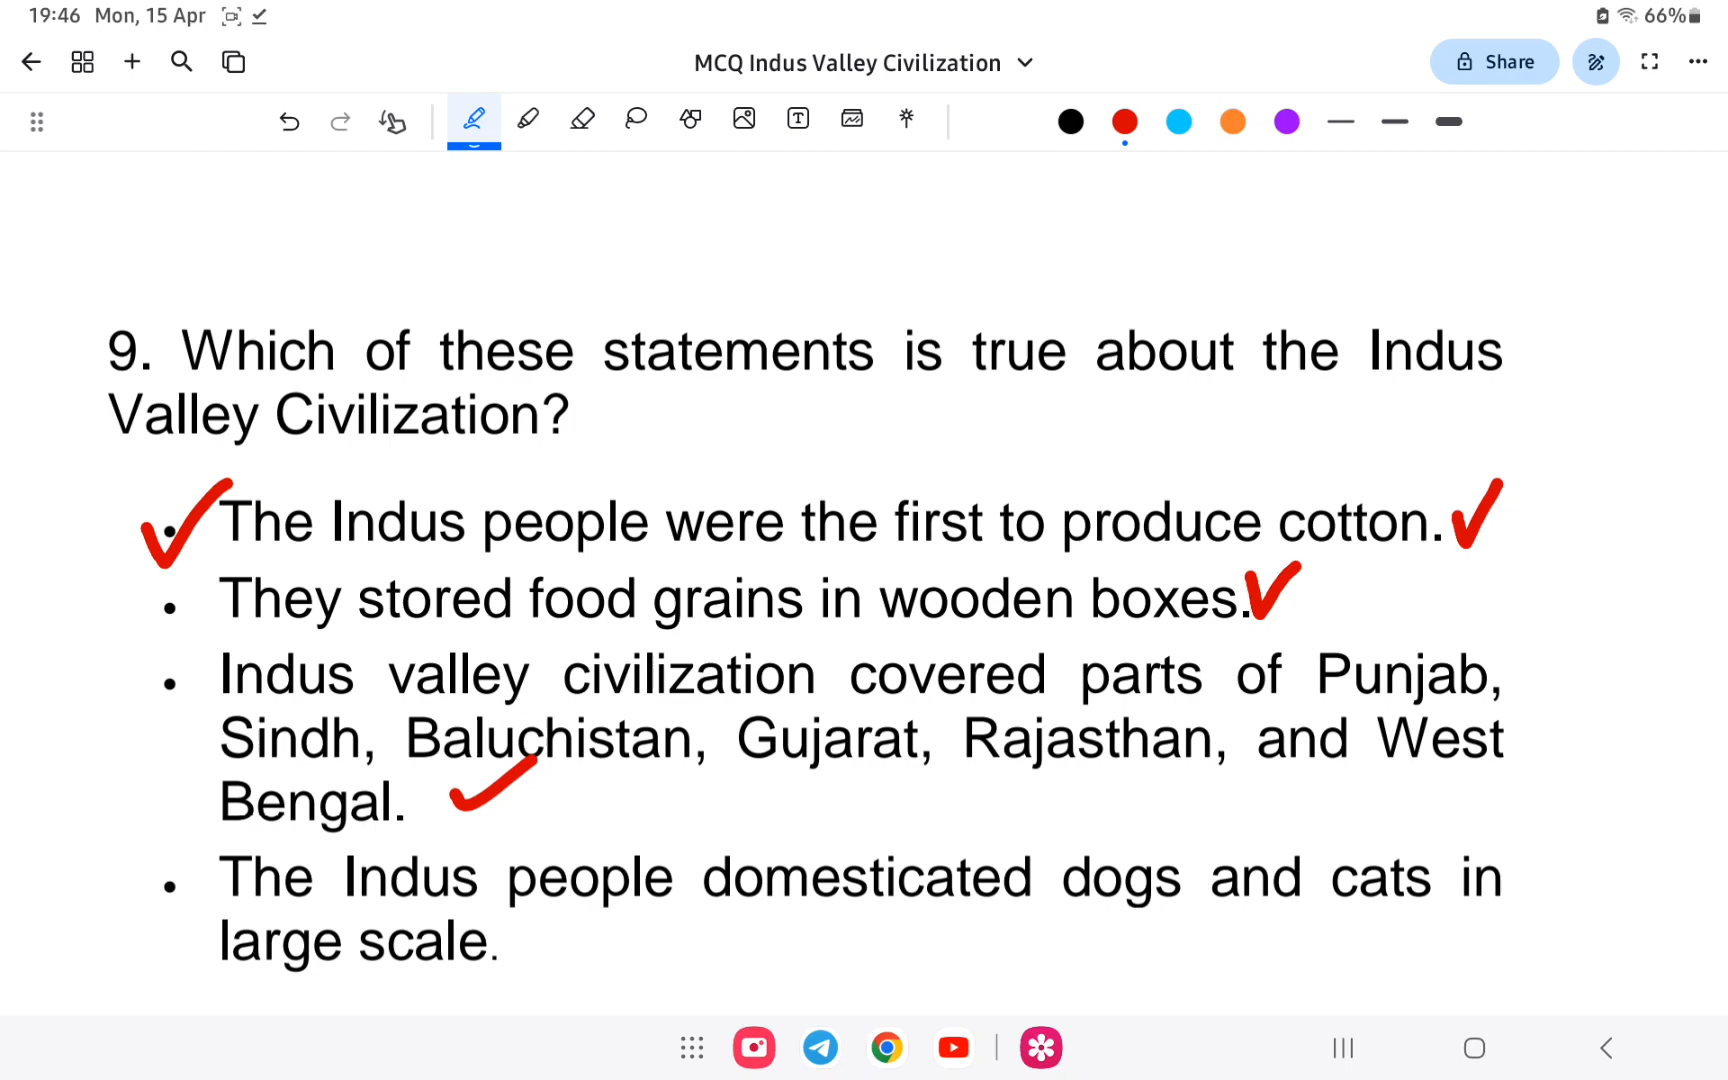 19:46 Mon, 15 Apr
66%
MCQ Indus Valley Civilization
Share
9. Which of these statements is true about the Indus
Valley Civilization?
• The Indus people were the first to produce cotton.
• They stored food grains in wooden boxes.
• Indus valley civilization covered parts of Punjab,
Sindh, Baluchistan, Gujarat, Rajasthan, and West
Bengal.
• The Indus people domesticated dogs and cats in
large scale.